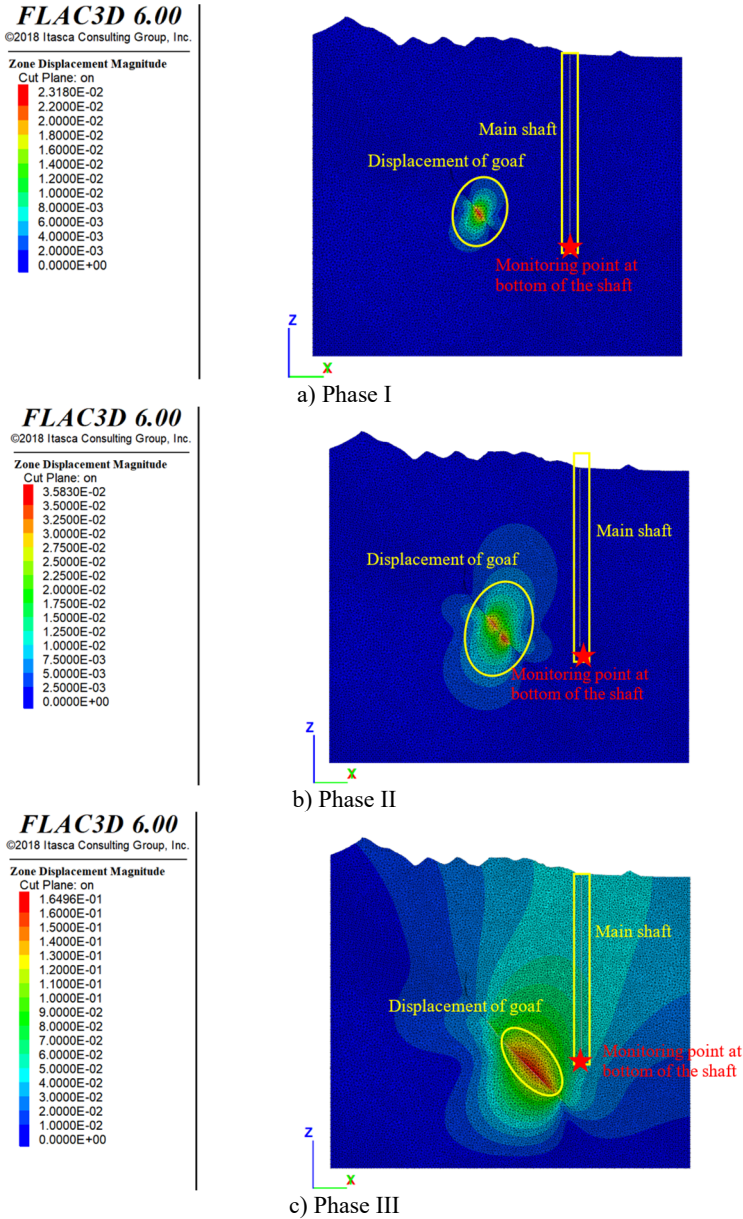 FLAC3D 6.00
©2018 Itasca Consulting Group, Inc.
Zone Displacement Magnitude
Cut Plane: on
2.3180E-02
2.2000E-02
2.0000E-02
1.8000E-02
1.6000E-02
1.4000E-02
1.2000E-02
1.0000E-02
8.0000E-03
6.0000E-03
4.0000E-03
2.0000E-03
0.0000E+00
Main shaft
Displacement of goaf
Monitoring point at
bottom of the shaft
Z
X
a) Phase I
FLAC3D 6.00
©2018 Itasca Consulting Group, Inc.
Zone Displacement Magnitude
Cut Plane: on
3.5830E-02
3.5000E-02
3.2500E-02
3.0000E-02
2.7500E-02
2.5000E-02
2.2500E-02
2.0000E-02
1.7500E-02
1.5000E-02
1.2500E-02
1.0000E-02
7.5000E-03
5.0000E-03
2.5000E-03
0.0000E+00
Main shaft
Displacement of goaf
Monitoring point at
bottom of the shaft
Z
X
b) Phase II
FLAC3D 6.00
©2018 Itasca Consulting Group, Inc.
Zone Displacement Magnitude
Cut Plane: on
1.6496E-01
1.6000E-01
1.5000E-01
1.4000E-01
1.3000E-01
1.2000E-01
1.1000E-01
1.0000E-01
9.0000E-02
8.0000E-02
7.0000E-02
6.0000E-02
5.0000E-02
4.0000E-02
3.0000E-02
2.0000E-02
1.0000E-02
0.0000E+00
Main shaft
Displacement of goaf
Monitoring point at
bottom of the shaft
Z
X
c) Phase III